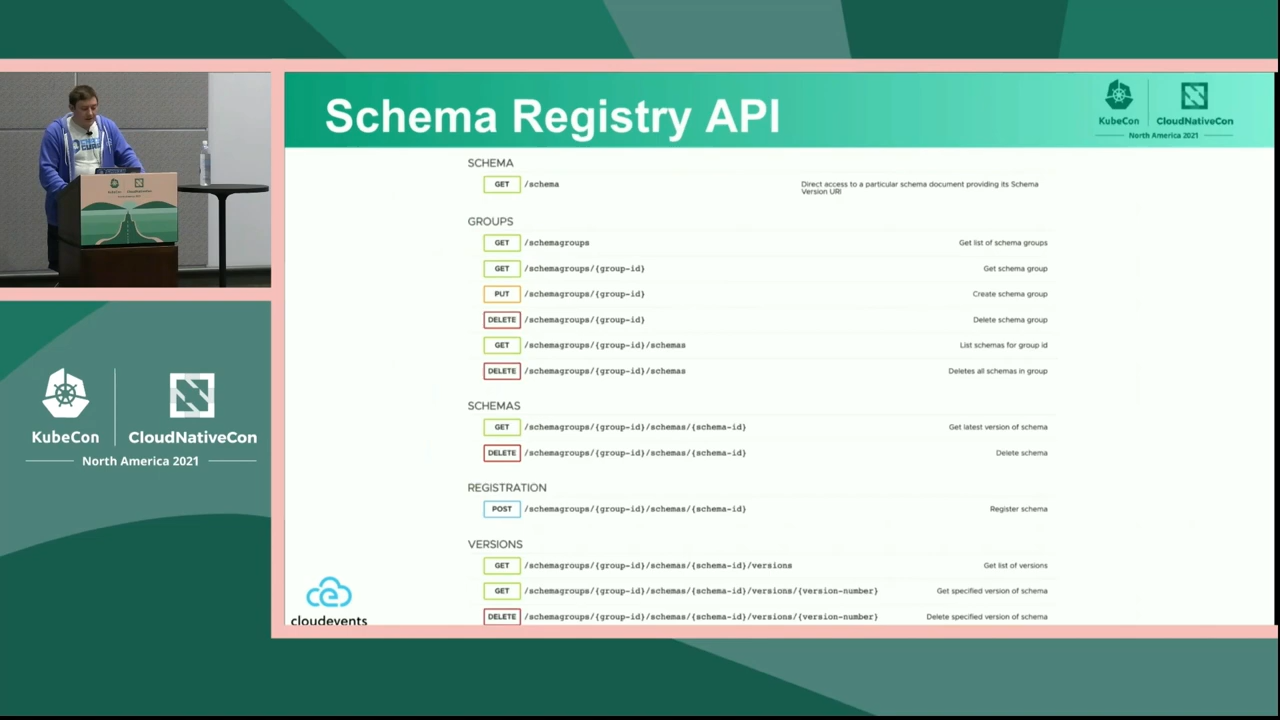 Schema Registry API
KubeCon
CloudNativeCon
North America 2021
SCHEMA
GET /schema Direct access to a particular schema document providing its Schema
Version URI
GROUPS
GET /schemagroups Get list of schema groups
GET /schemagroups/{group-id} Get schema group
PUT /schemagroups/{group-id} Create schema group
DELETE /schemagroups/{group-id} Delete schema group
GET /schemagroups/{group-id}/schemas List schemas for group id
DELETE /schemagroups/{group-id}/schemas Deletes all schemas in group
SCHEMAS
GET /schemagroups/{group-id}/schemas/{schema-id} Get latest version of schema
DELETE /schemagroups/{group-id}/schemas/{schema-id} Delete schema
REGISTRATION
POST /schemagroups/{group-id}/schemas/{schema-id} Register schema
VERSIONS
GET /schemagroups/{group-id}/schemas/{schema-id}/versions Get list of versions
GET /schemagroups/{group-id}/schemas/{schema-id}/versions/{version-number} Get specified version of schema
DELETE /schemagroups/{group-id}/schemas/{schema-id}/versions/{version-number} Delete specified version of schema
cloudevents
KubeCon
CloudNativeCon
North America 2021